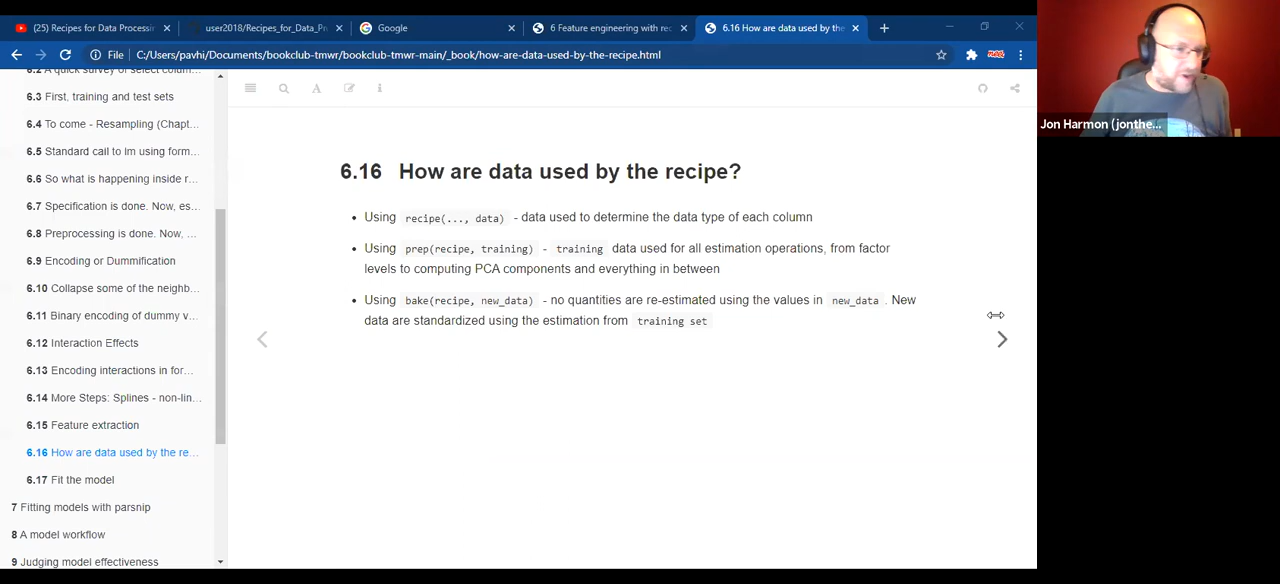 (25) Recipes for Data Processin
user2018/Recipes_for_Data_Pr
Google
6 Feature engineering with rec
6.16 How are data used by the
File
C:/Users/pavhi/Documents/bookclub-tmwr/bookclub-tmwr-main/_book/how-are-data-used-by-the-recipe.html
6.2 A quick survey of select colum...
6.3 First, training and test sets
6.4 To come - Resampling (Chapt...
6.5 Standard call to lm using form...
6.6 So what is happening inside r...
6.7 Specification is done. Now, es...
6.8 Preprocessing is done. Now, ...
6.9 Encoding or Dummification
6.10 Collapse some of the neighb...
6.11 Binary encoding of dummy v...
6.12 Interaction Effects
6.13 Encoding interactions in for...
6.14 More Steps: Splines - non-lin...
6.15 Feature extraction
6.16 How are data used by the re...
6.17 Fit the model
7 Fitting models with parsnip
8 A model workflow
9 Judging model effectiveness
6.16 How are data used by the recipe?
• Using recipe(..., data) - data used to determine the data type of each column
• Using prep(recipe, training) - training data used for all estimation operations, from factor
levels to computing PCA components and everything in between
• Using bake(recipe, new_data) - no quantities are re-estimated using the values in new_data . New
data are standardized using the estimation from training set
Jon Harmon (jonthe...